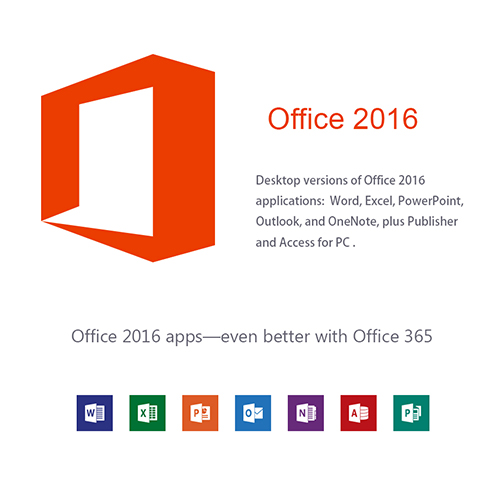 Office 2016
Desktop versions of Office 2016
applications: Word, Excel, PowerPoint,
Outlook, and OneNote, plus Publisher
and Access for PC .
Office 2016 apps—even better with Office 365
W X P O N A P